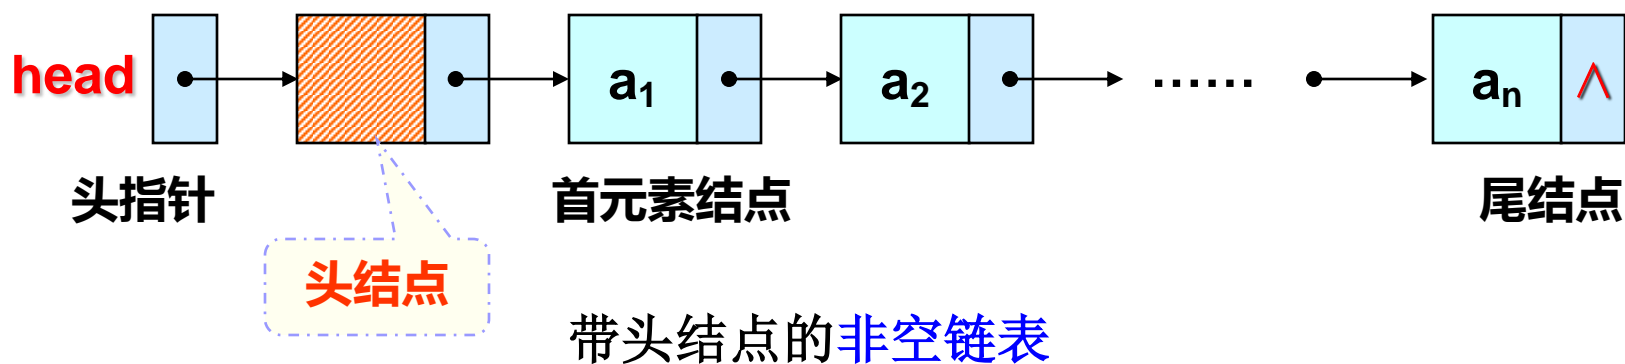 head a₁ a₂ …… aₙ ∧
头指针 首元素结点 尾结点
头结点
带头结点的非空链表